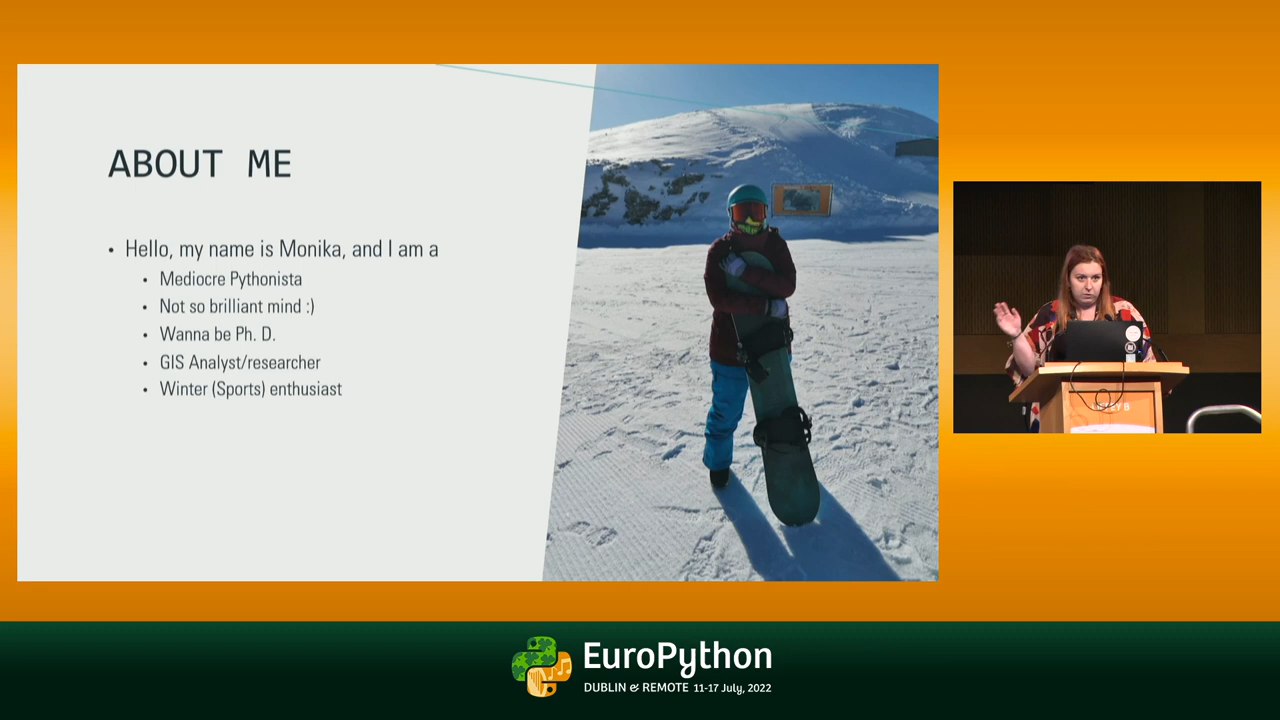 ABOUT ME
• Hello, my name is Monika, and I am a
• Mediocre Pythonista
• Not so brilliant mind :)
• Wanna be Ph. D.
• GIS Analyst/researcher
• Winter (Sports) enthusiast
EuroPython
DUBLIN & REMOTE 11-17 July, 2022